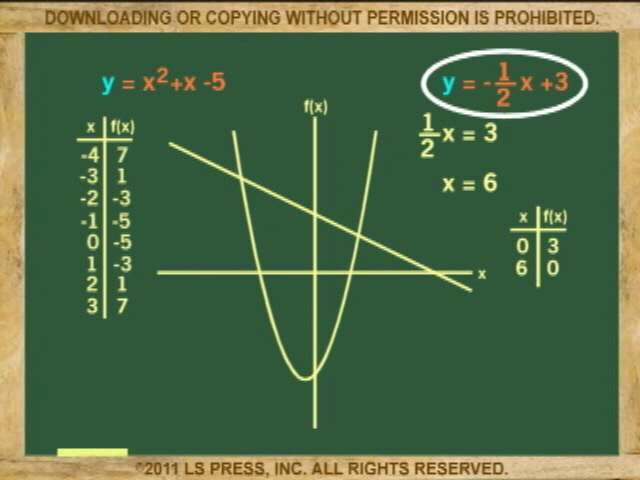 DOWNLOADING OR COPYING WITHOUT PERMISSION IS PROHIBITED.
y = x²+x -5
y = -1/2 x +3
f(x)
1/2 x = 3
x = 6
x f(x)
-4 7
-3 1
-2 -3
-1 -5
0 -5
1 -3
2 1
3 7
x f(x)
0 3
6 0
x
©2011 LS PRESS, INC. ALL RIGHTS RESERVED.